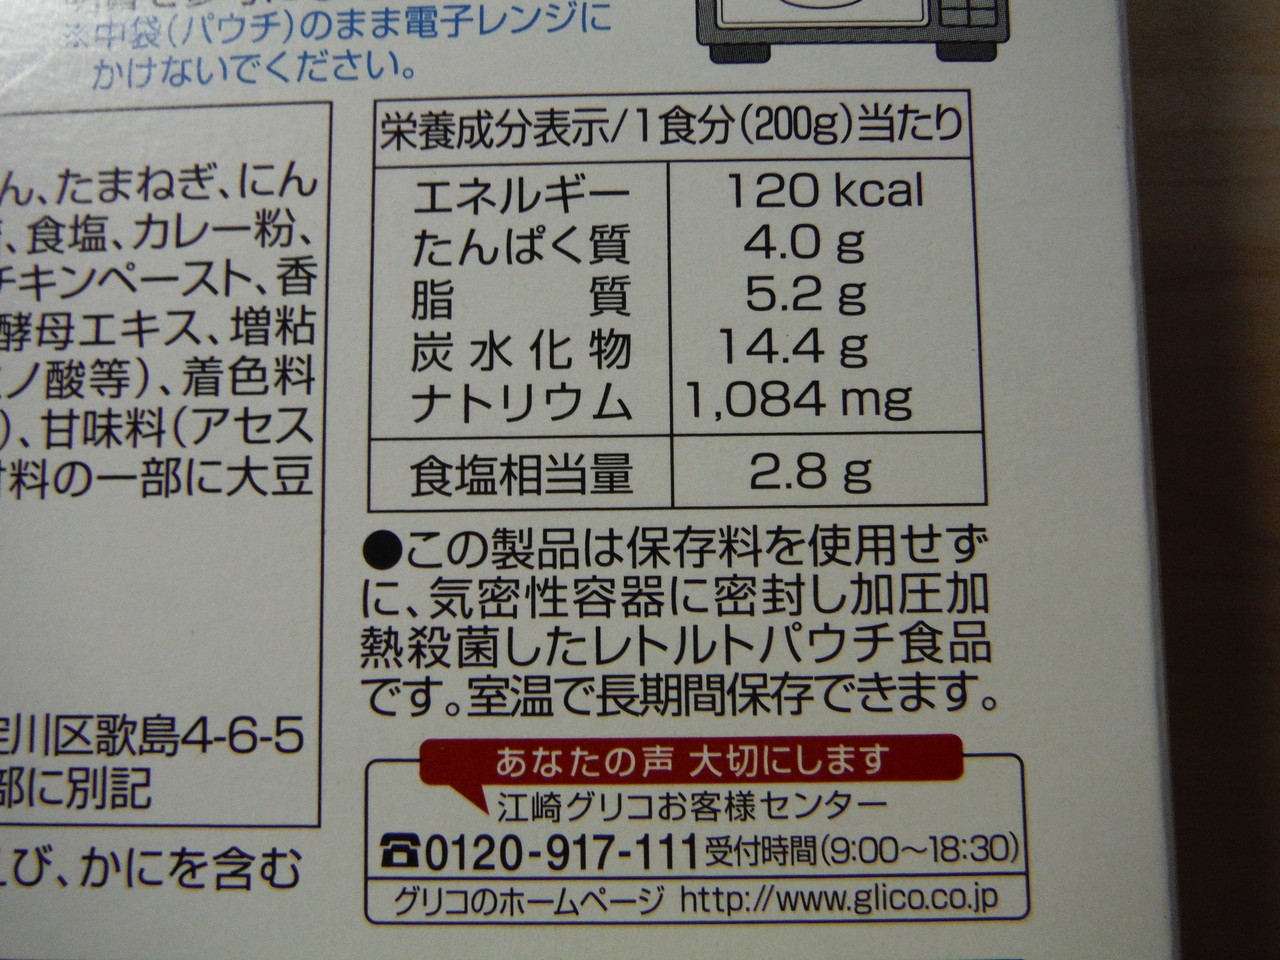 ※中袋(パウチ)のまま電子レンジに
かけないでください。
ん、たまねぎ、にん
、食塩、カレー粉、
チキンペースト、香
酵母エキス、増粘
ノ酸等)、着色料
)、甘味料(アセス
料の一部に大豆
淀川区歌島4-6-5
部に別記
び、かにを含む
栄養成分表示/1食分(200g)当たり
エネルギー 120 kcal
たんぱく質 4.0 g
脂質 5.2 g
炭水化物 14.4 g
ナトリウム 1,084 mg
食塩相当量 2.8 g
●この製品は保存料を使用せず
に、気密性容器に密封し加圧加
熱殺菌したレトルトパウチ食品
です。室温で長期間保存できます。
あなたの声 大切にします
江崎グリコお客様センター
☎0120-917-111受付時間(9:00〜18:30)
グリコのホームページ http://www.glico.co.jp